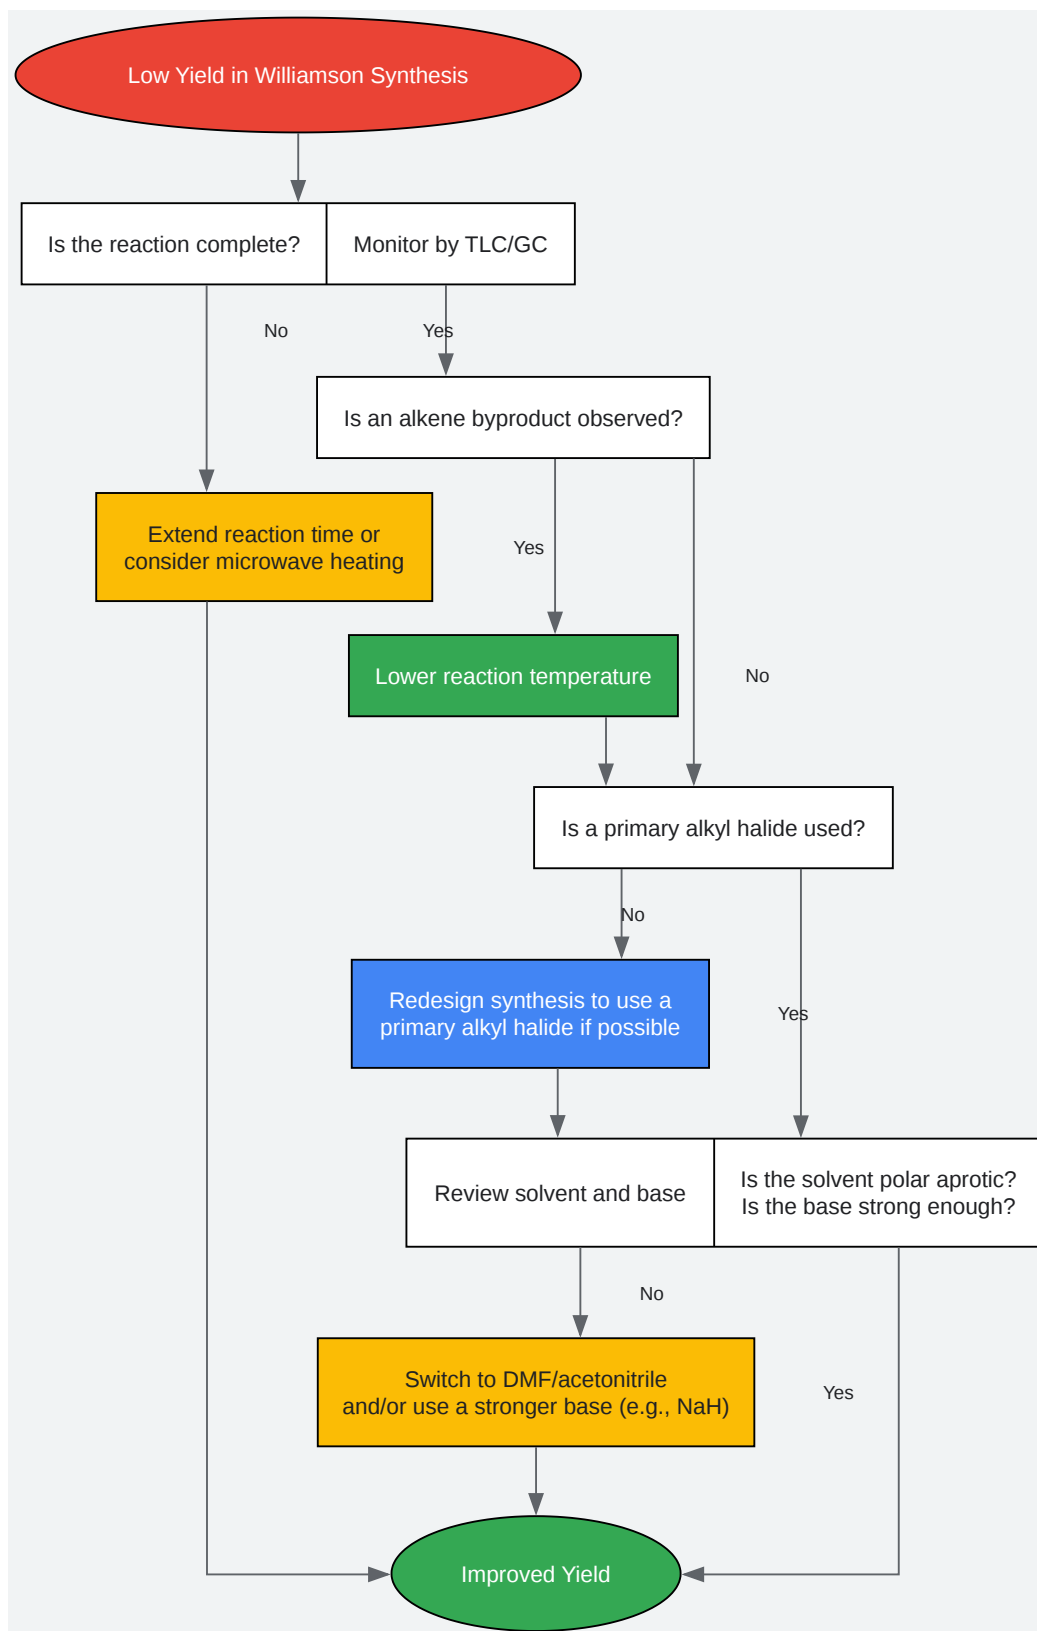 Low Yield in Williamson Synthesis
Is the reaction complete?
Monitor by TLC/GC
No
Yes
Is an alkene byproduct observed?
Extend reaction time or
consider microwave heating
Yes
Lower reaction temperature
No
Is a primary alkyl halide used?
No
Redesign synthesis to use a
primary alkyl halide if possible
Yes
Review solvent and base
Is the solvent polar aprotic?
Is the base strong enough?
No
Switch to DMF/acetonitrile
and/or use a stronger base (e.g., NaH)
Yes
Improved Yield